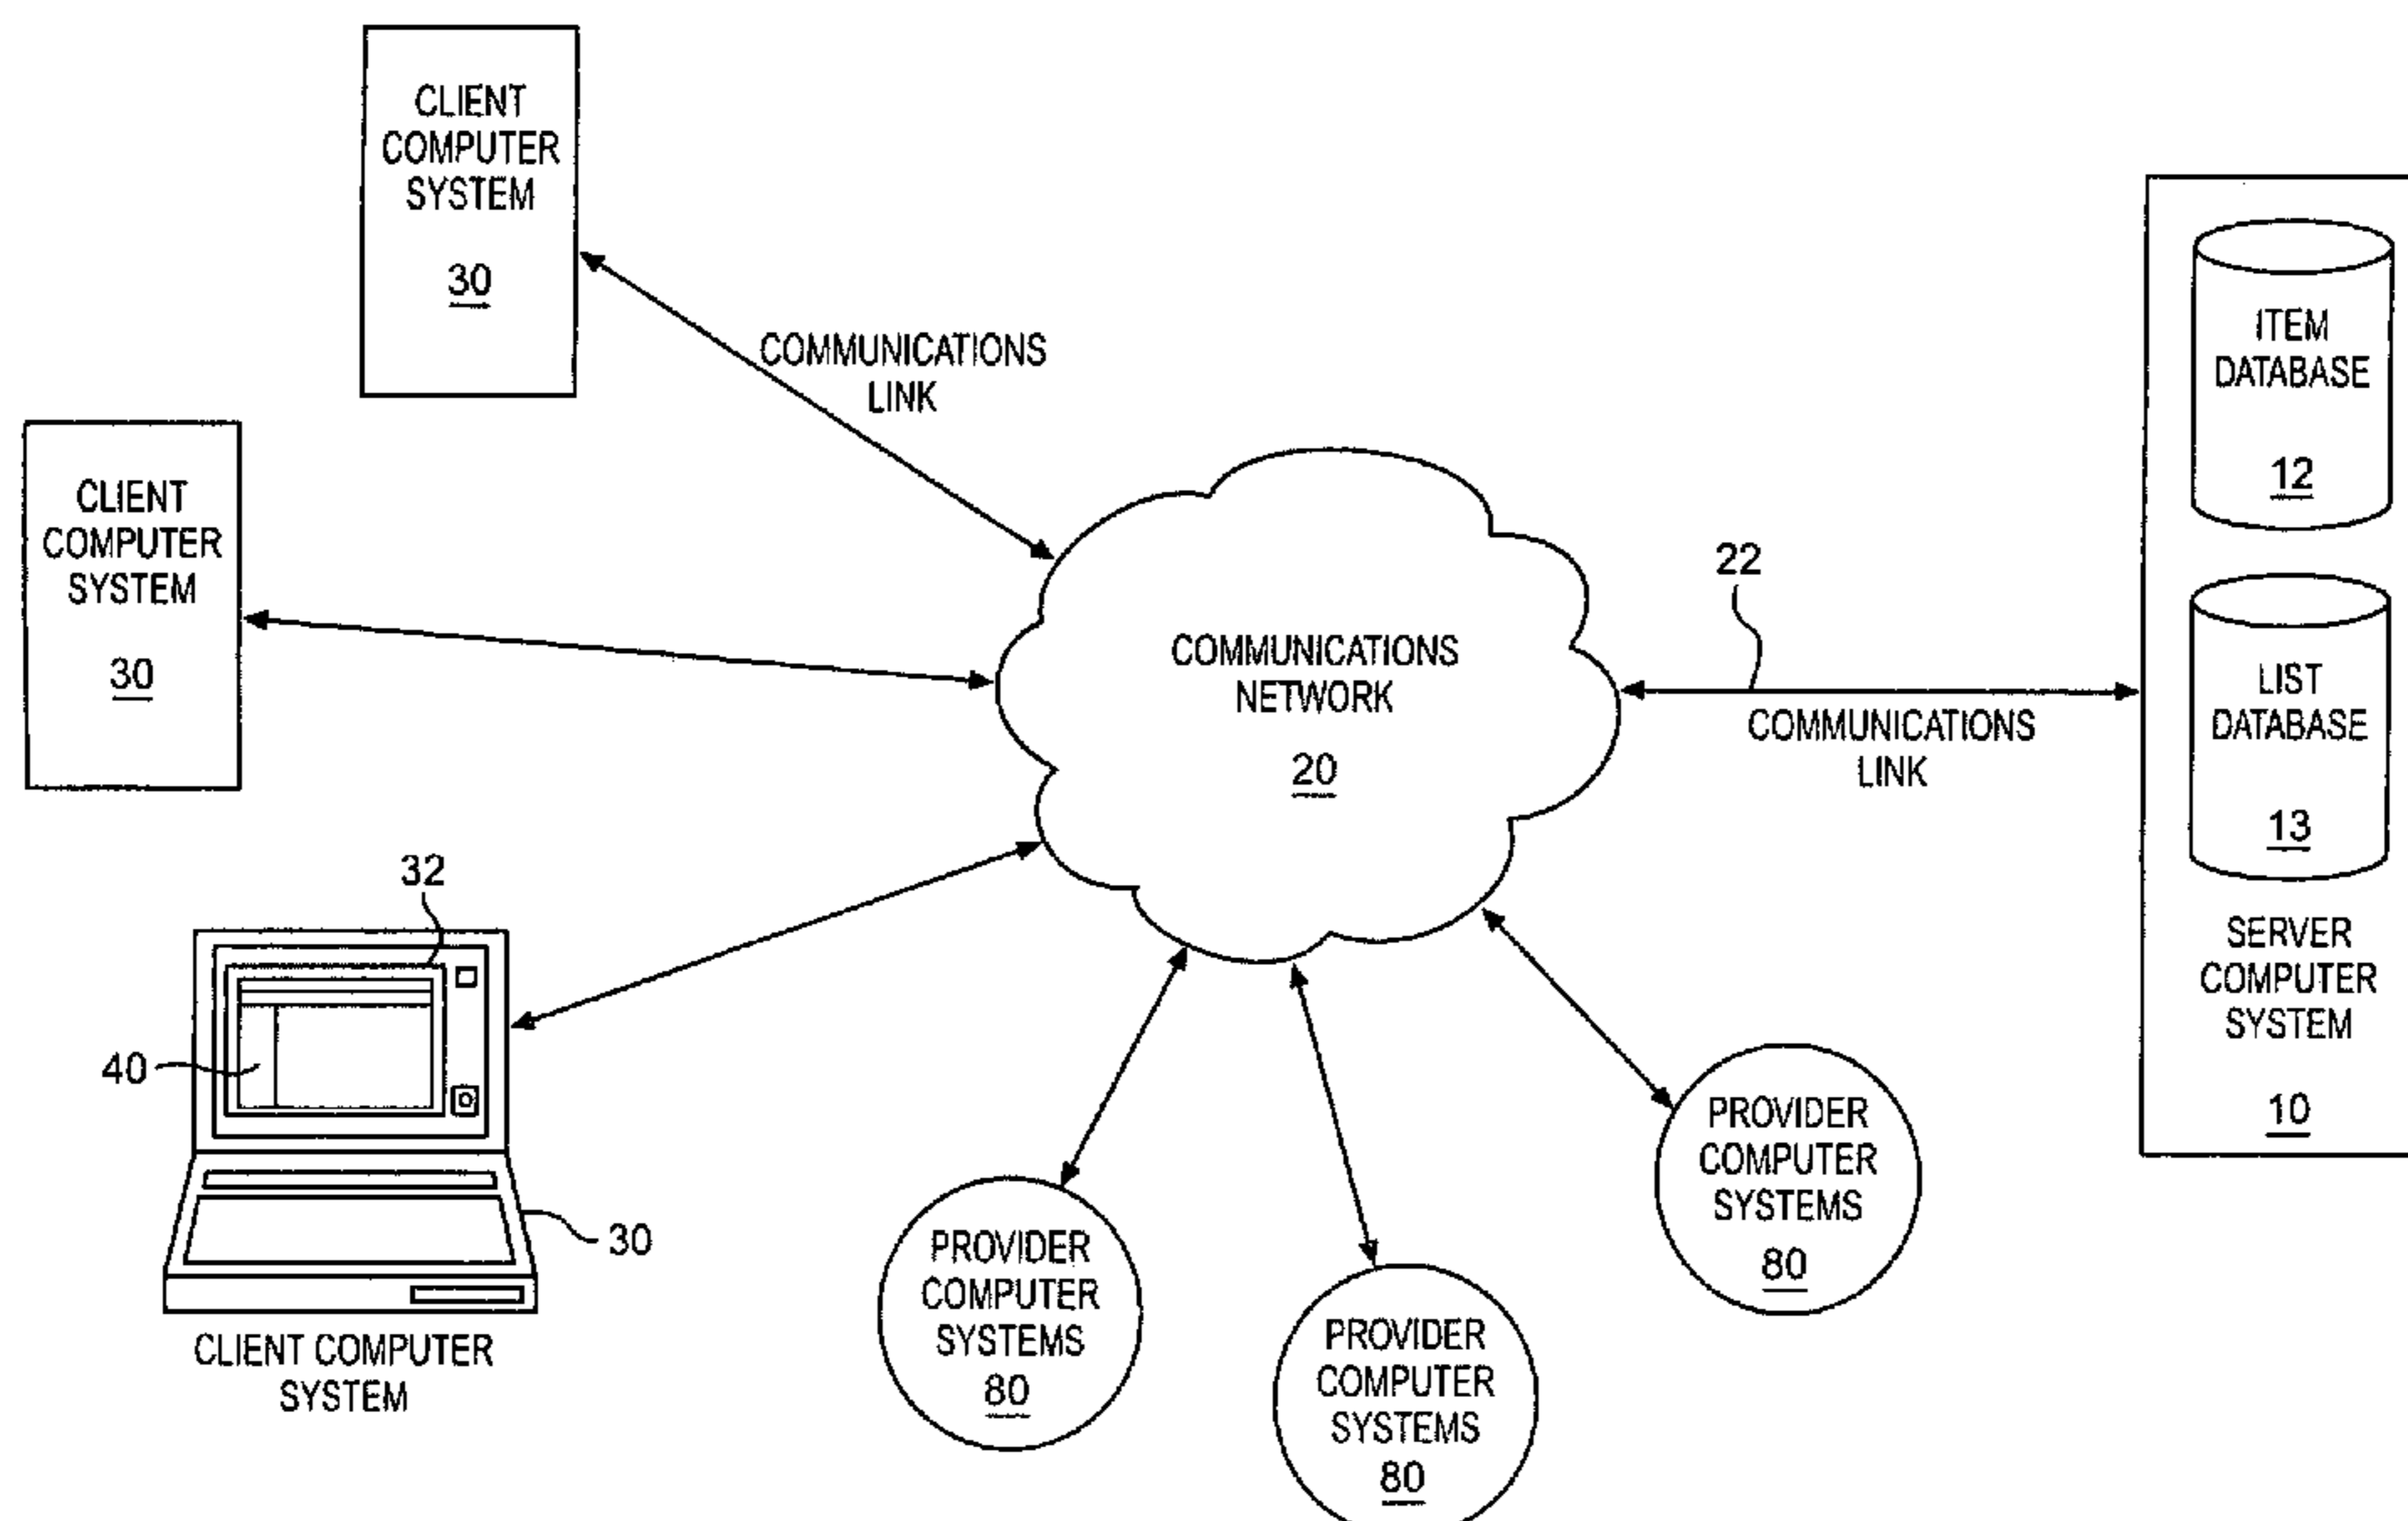 CLIENT
COMPUTER
SYSTEM
30
COMMUNICATIONS
LINK
CLIENT
COMPUTER
SYSTEM
30
COMMUNICATIONS
NETWORK
20
22
COMMUNICATIONS
LINK
ITEM
DATABASE
12
LIST
DATABASE
13
SERVER
COMPUTER
SYSTEM
10
32
40
30
CLIENT COMPUTER
SYSTEM
PROVIDER
COMPUTER
SYSTEMS
80
PROVIDER
COMPUTER
SYSTEMS
80
PROVIDER
COMPUTER
SYSTEMS
80